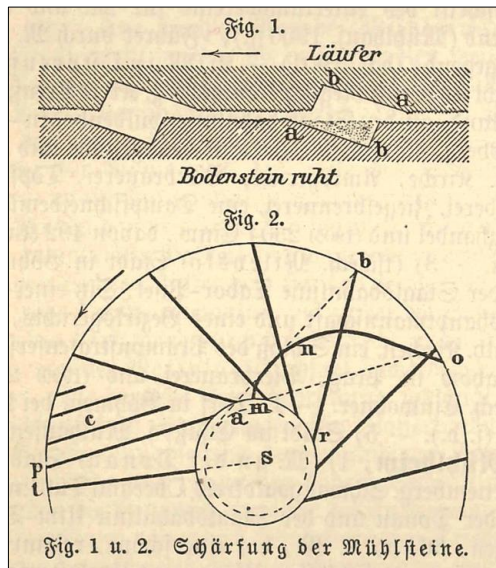 Fig. 1.
Läufer
b a
a b
Bodenstein ruht
Fig. 2.
b
n o
m
a
c r
p s
t
Fig. 1 u. 2. Schärfung der Mühlsteine.